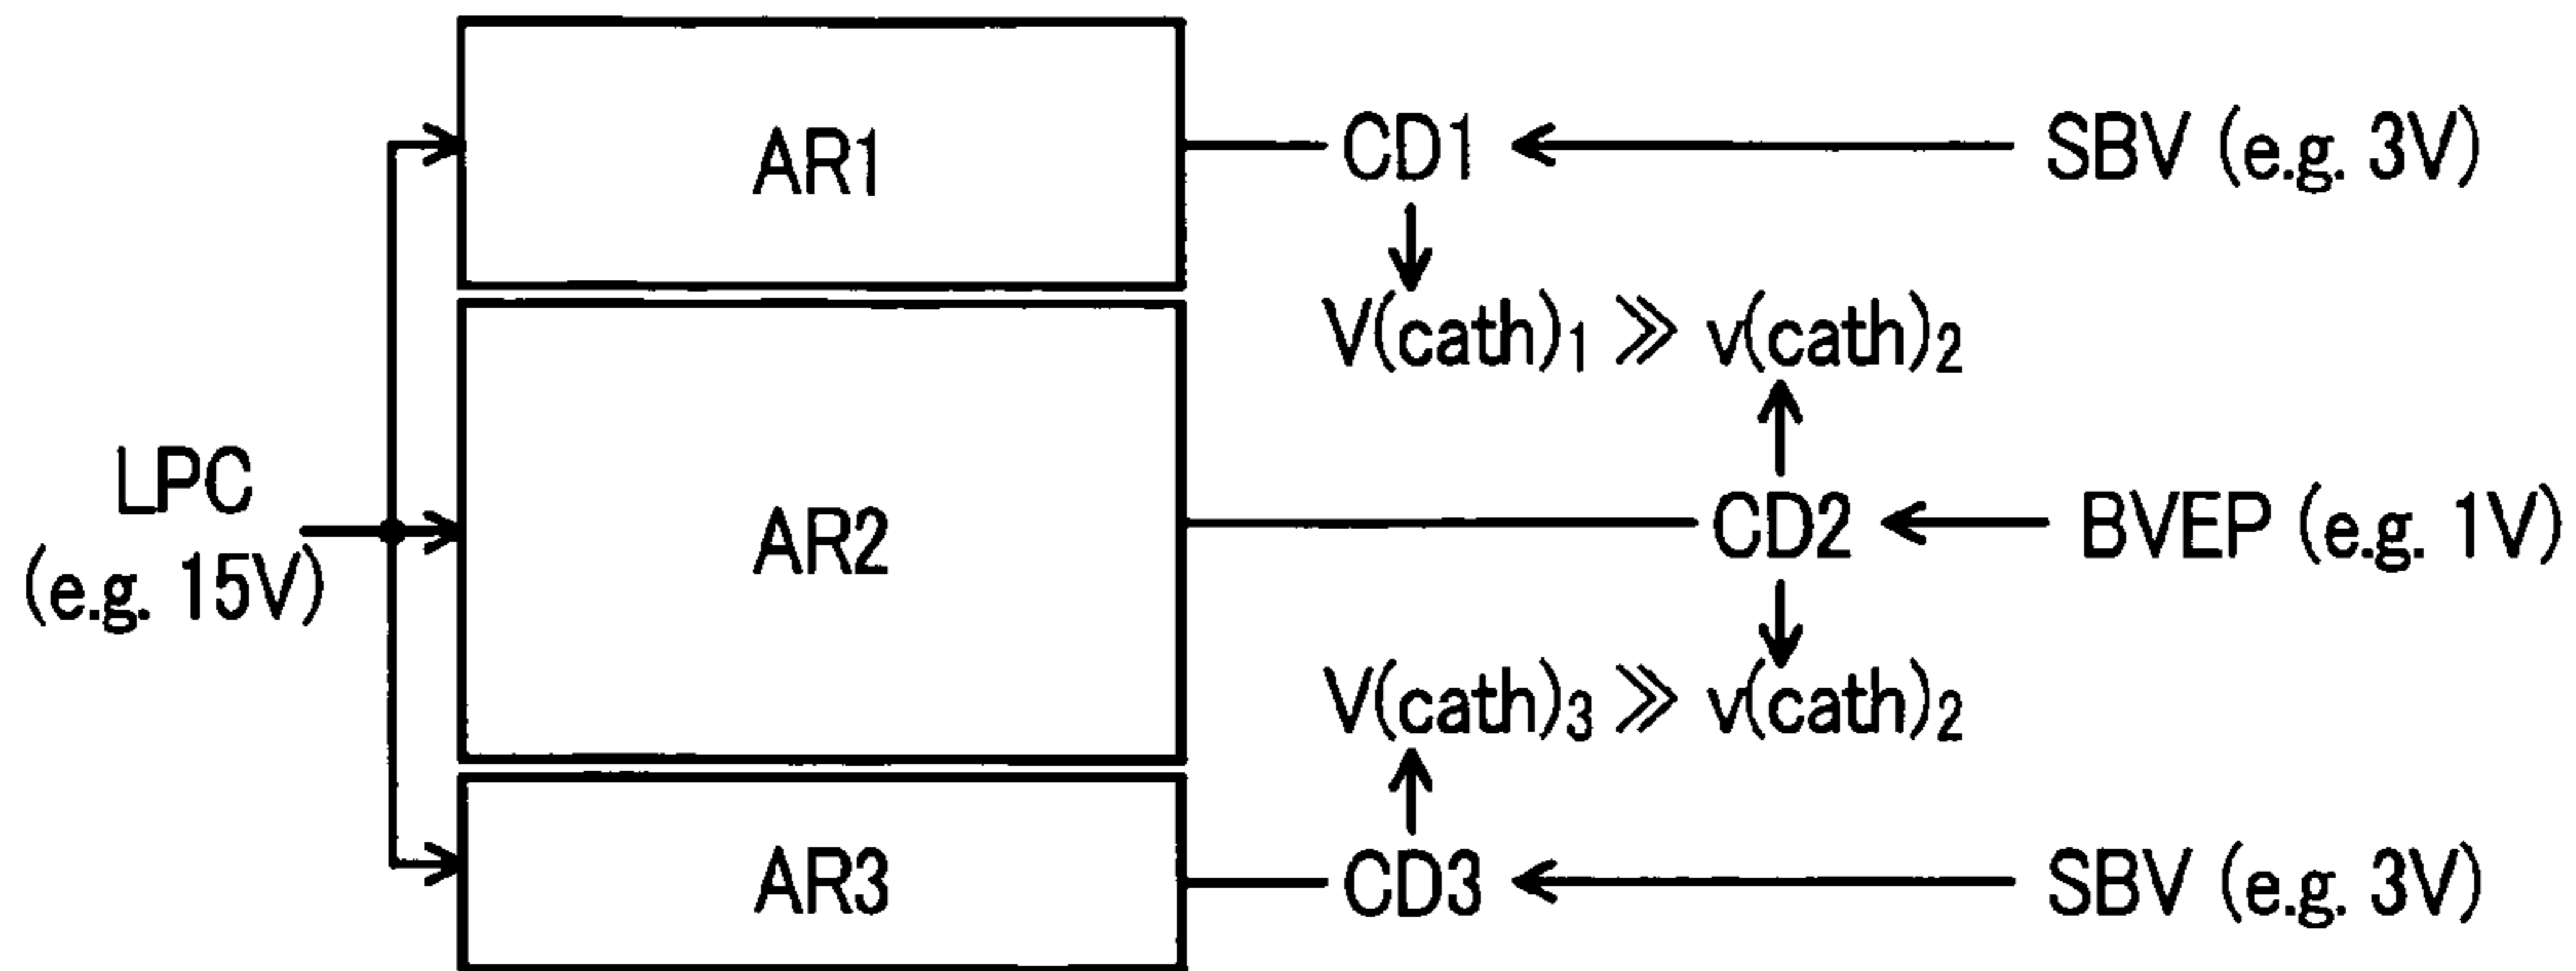 AR1
CD1
SBV (e.g. 3V)
V(cath)1 ≫ v(cath)2
LPC
(e.g. 15V)
AR2
CD2
BVEP (e.g. 1V)
V(cath)3 ≫ v(cath)2
AR3
CD3
SBV (e.g. 3V)